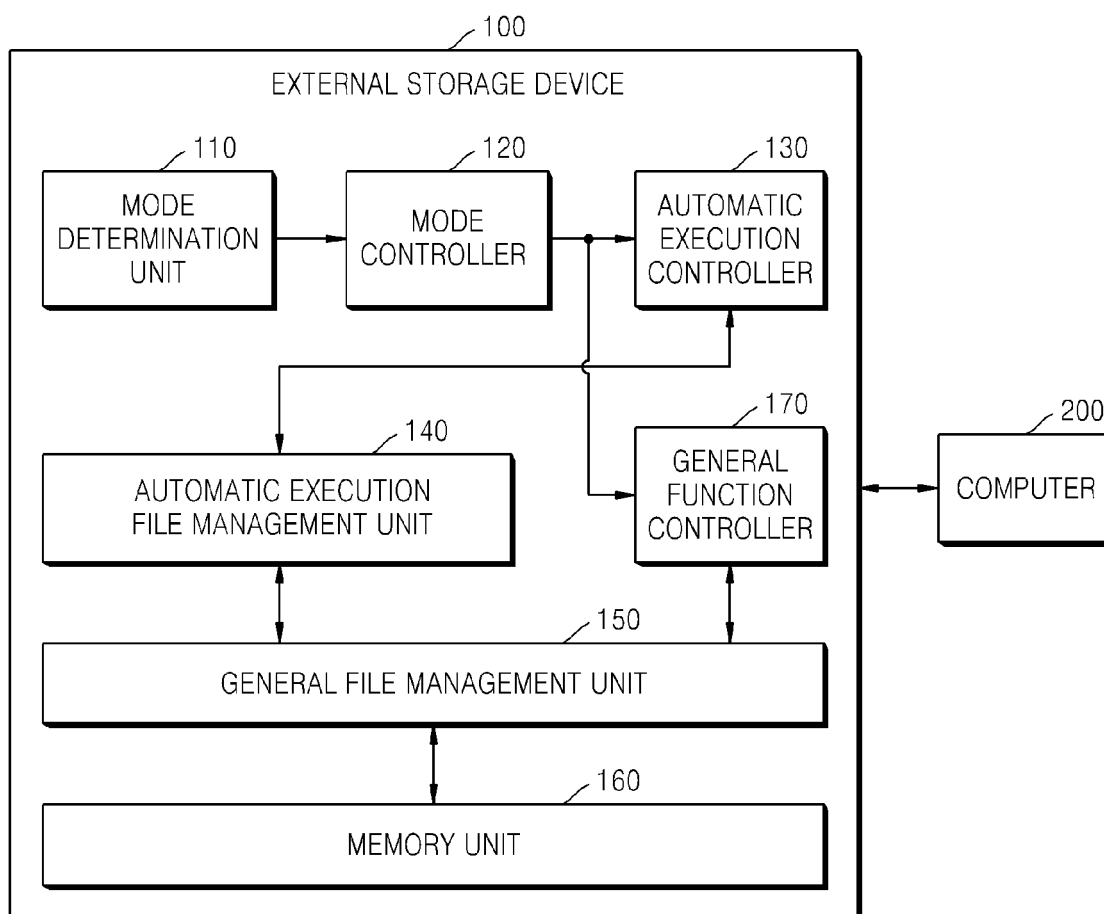 100
EXTERNAL STORAGE DEVICE
110
MODE
DETERMINATION
UNIT
120
MODE
CONTROLLER
130
AUTOMATIC
EXECUTION
CONTROLLER
140
AUTOMATIC EXECUTION
FILE MANAGEMENT UNIT
170
GENERAL
FUNCTION
CONTROLLER
200
COMPUTER
150
GENERAL FILE MANAGEMENT UNIT
160
MEMORY UNIT